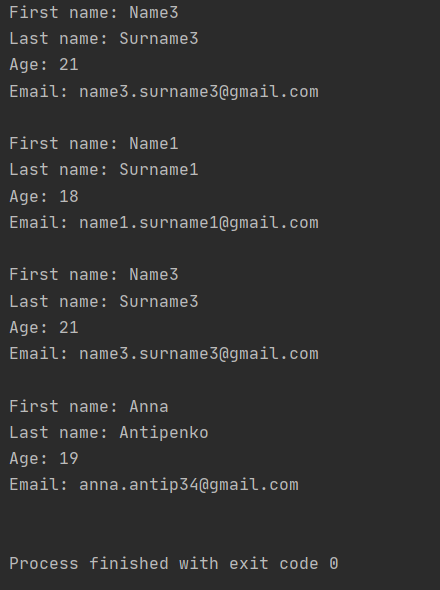 First name: Name3
Last name: Surname3
Age: 21
Email: name3.surname3@gmail.com
First name: Name1
Last name: Surname1
Age: 18
Email: name1.surname1@gmail.com
First name: Name3
Last name: Surname3
Age: 21
Email: name3.surname3@gmail.com
First name: Anna
Last name: Antipenko
Age: 19
Email: anna.antip34@gmail.com
Process finished with exit code 0